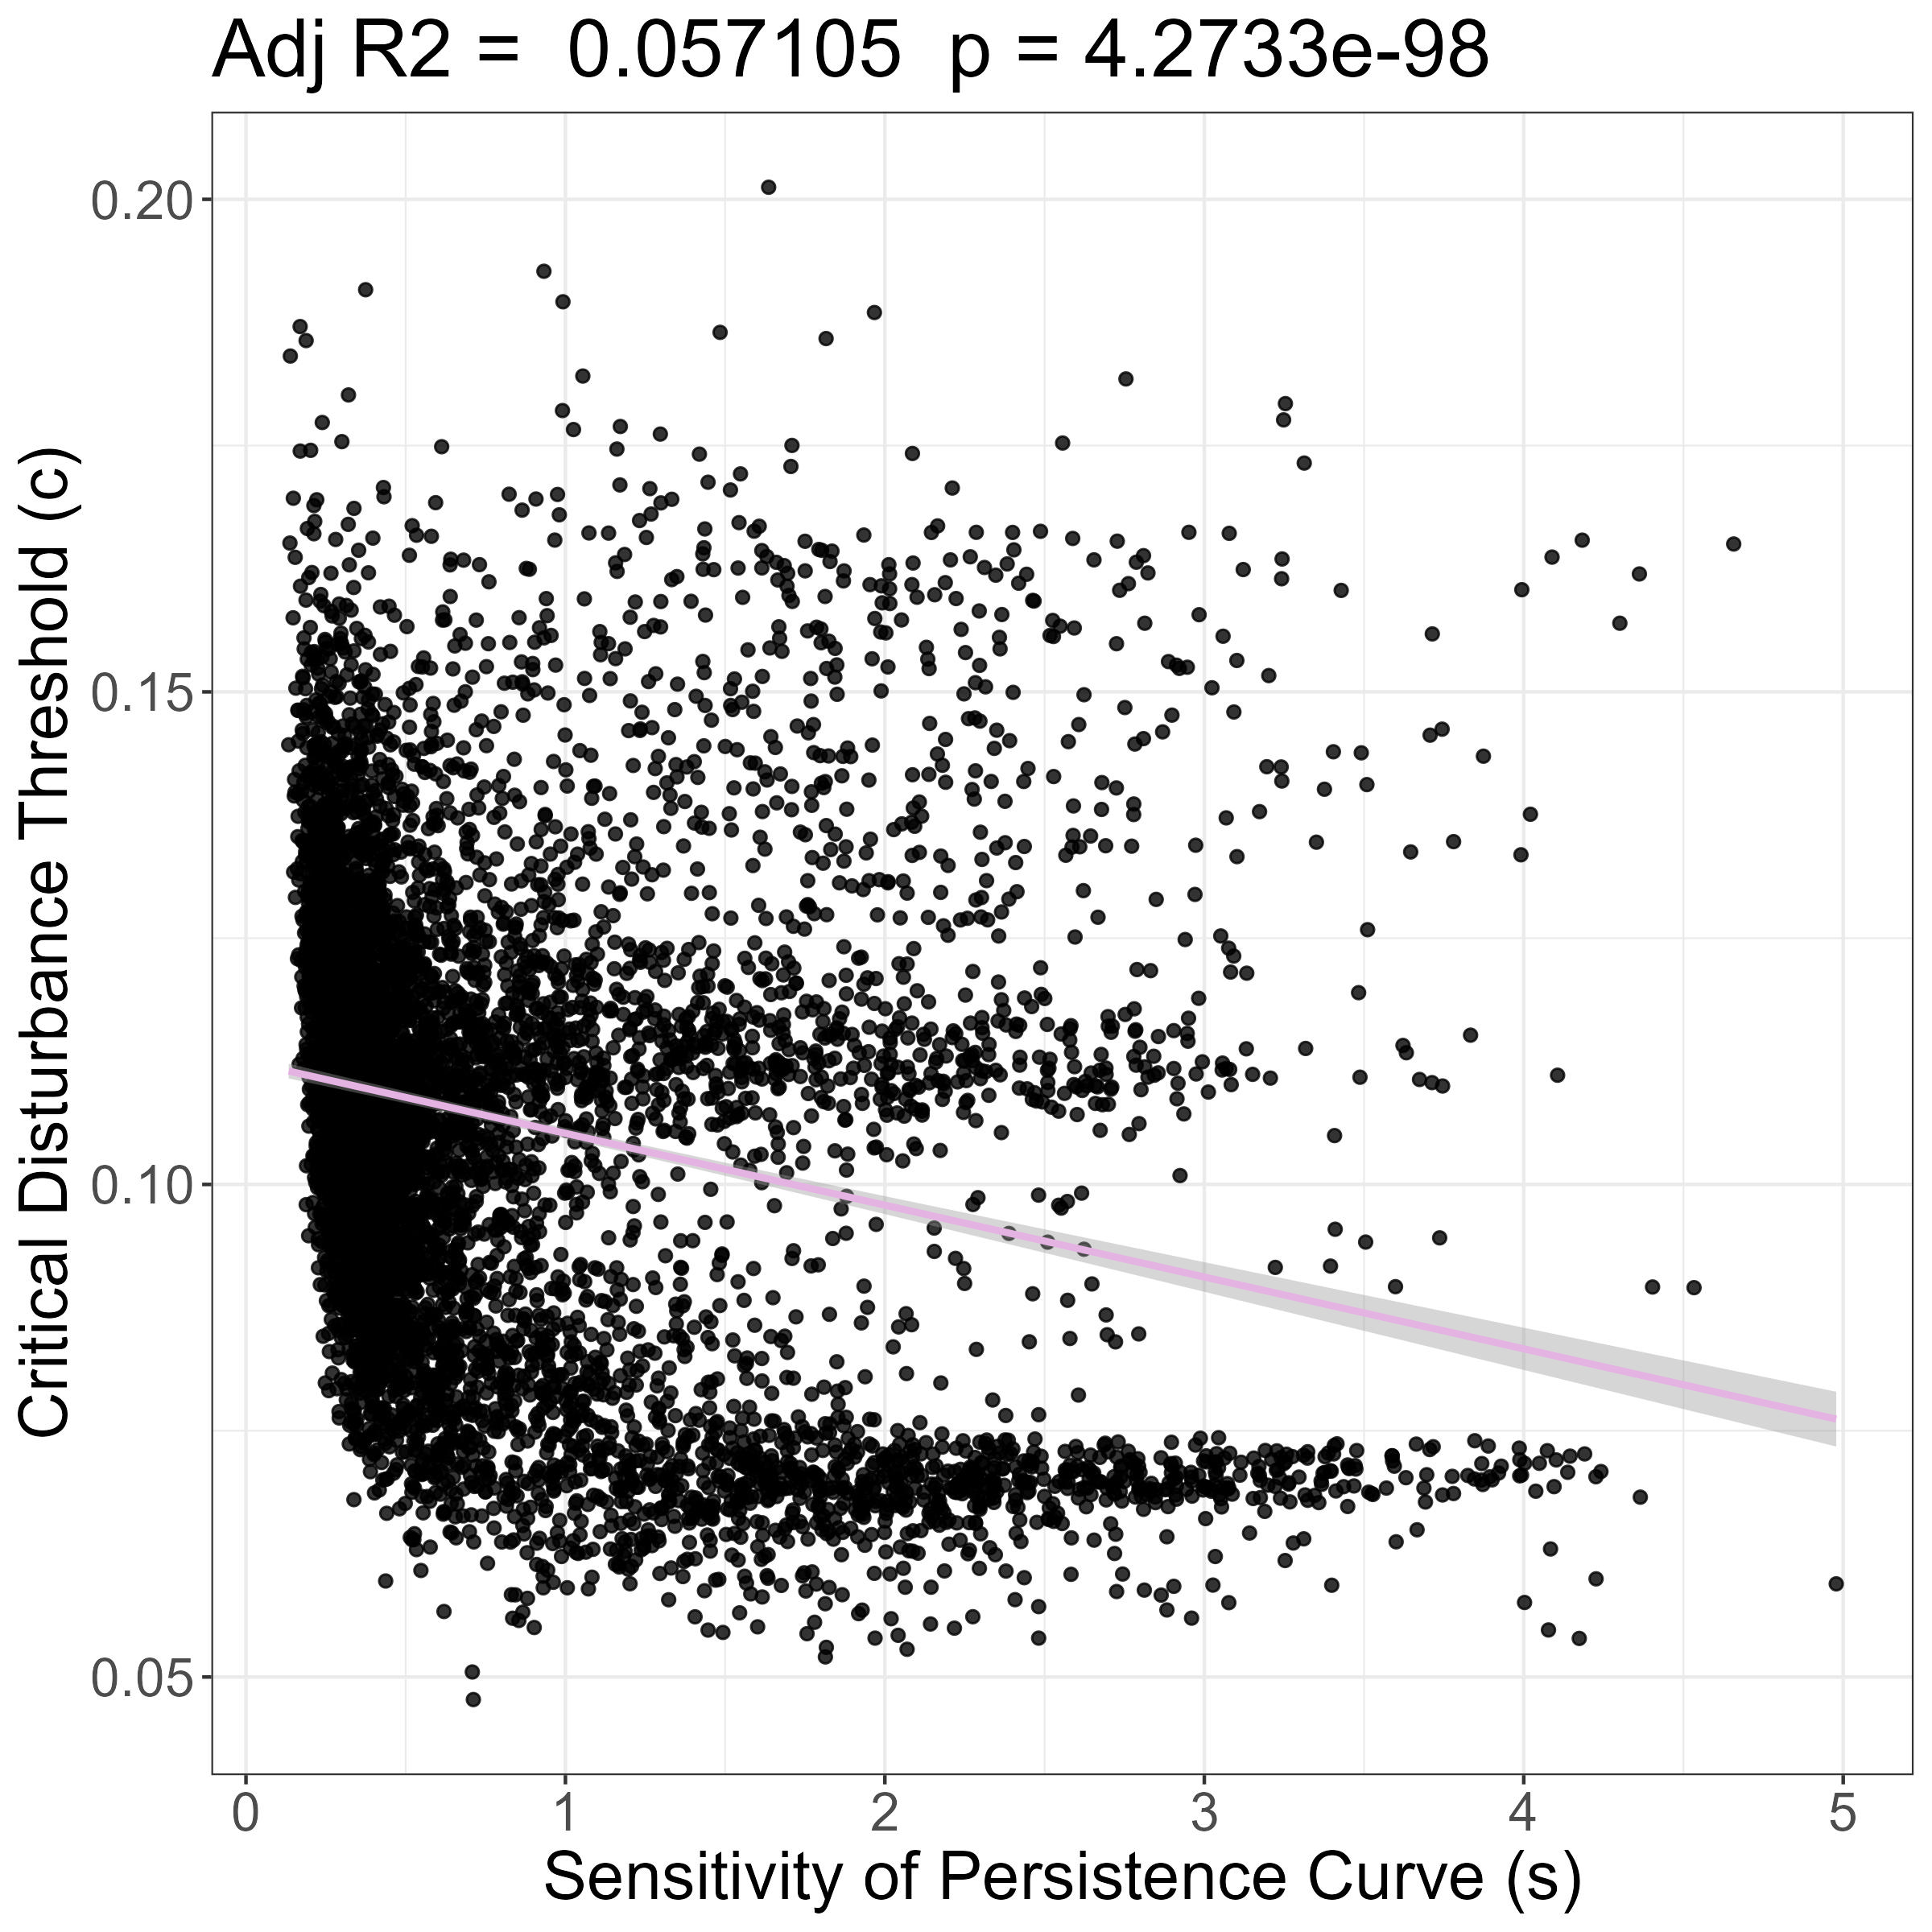 Adj R2 =  0.057105  p = 4.2733e-98
Critical Disturbance Threshold (c)
0.20
0.15
0.10
0.05
0 1 2 3 4 5
Sensitivity of Persistence Curve (s)